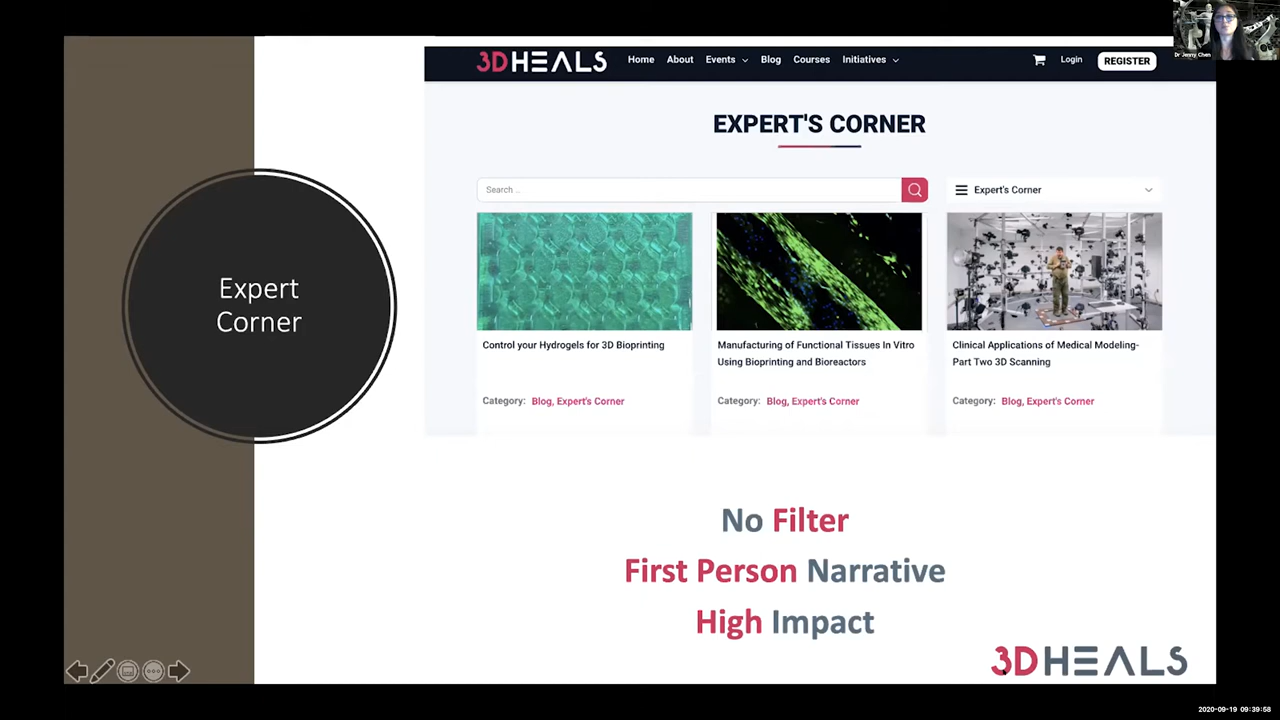 Dr Jenny Chen
3DHEALS
Home About Events Blog Courses Initiatives Login REGISTER
EXPERT'S CORNER
Search ..
Expert's Corner
Expert
Corner
Control your Hydrogels for 3D Bioprinting
Category: Blog, Expert's Corner
Manufacturing of Functional Tissues In Vitro
Using Bioprinting and Bioreactors
Category: Blog, Expert's Corner
Clinical Applications of Medical Modeling-
Part Two 3D Scanning
Category: Blog, Expert's Corner
No Filter
First Person Narrative
High Impact
3DHEALS
2020-09-19 09:39:58